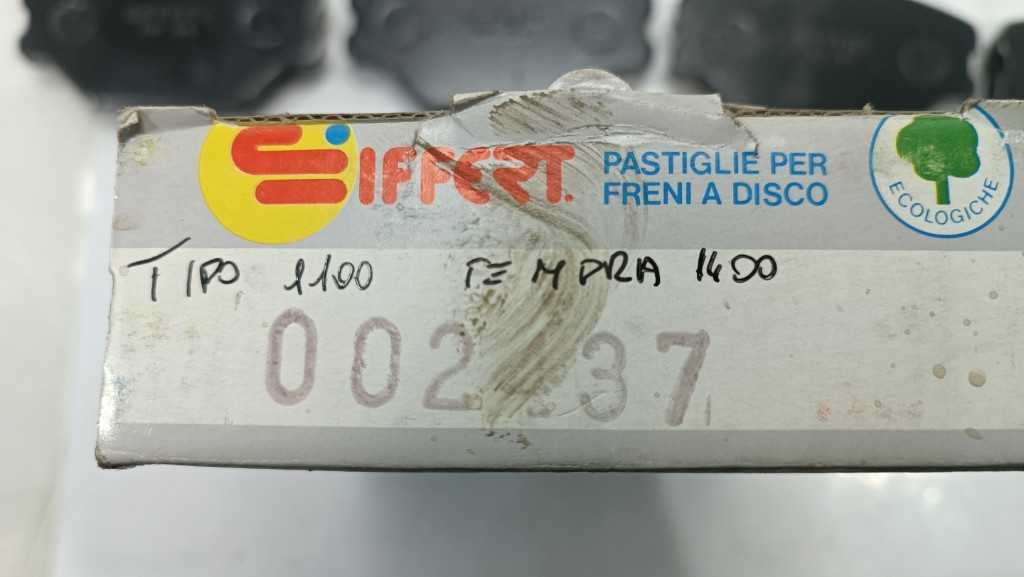 SIFFERT.
PASTIGLIE PER
FRENI A DISCO
ECOLOGICHE
TIPO 1100 TEMPRA 1400
002.37